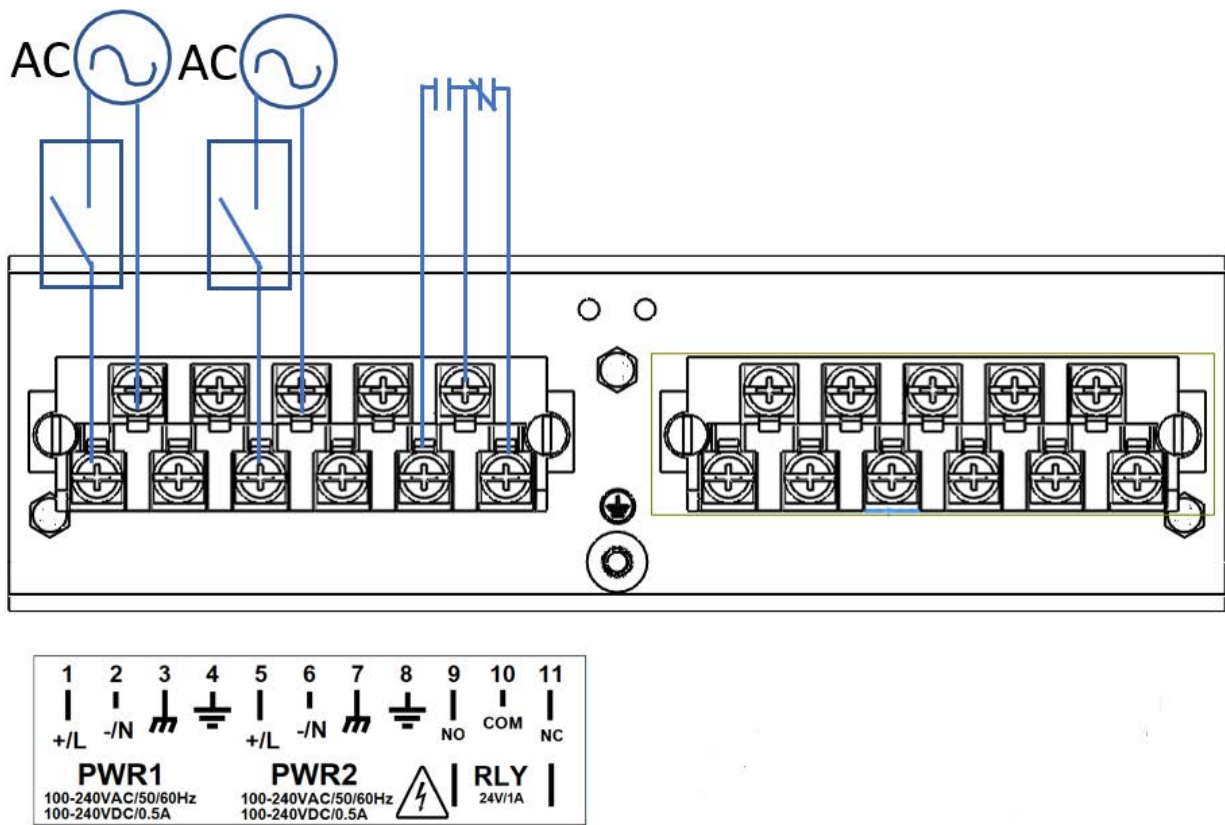 AC AC
1 2 3 4 5 6 7 8 9 10 11
+/L -/N +/L -/N NO COM NC
PWR1 PWR2 RLY
100-240VAC/50/60Hz 100-240VAC/50/60Hz 24V/1A
100-240VDC/0.5A 100-240VDC/0.5A